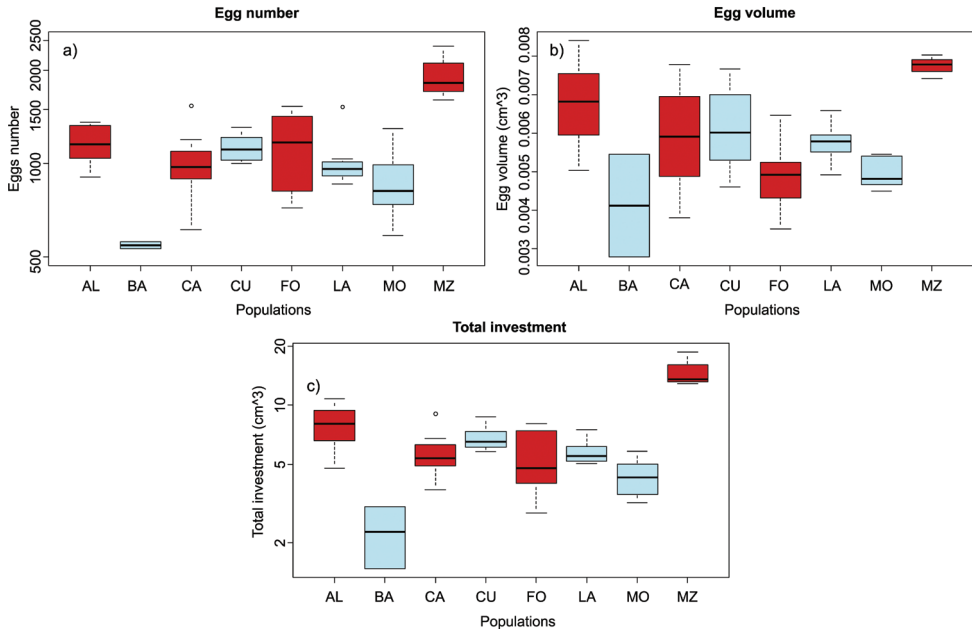 Egg number
a)
Eggs number
2500
2000
1500
1000
500
AL BA CA CU FO LA MO MZ
Populations
Egg volume
b)
Egg volume (cm^3)
0.008
0.007
0.006
0.005
0.004
0.003
AL BA CA CU FO LA MO MZ
Populations
Total investment
c)
Total investment (cm^3)
20
10
5
2
AL BA CA CU FO LA MO MZ
Populations